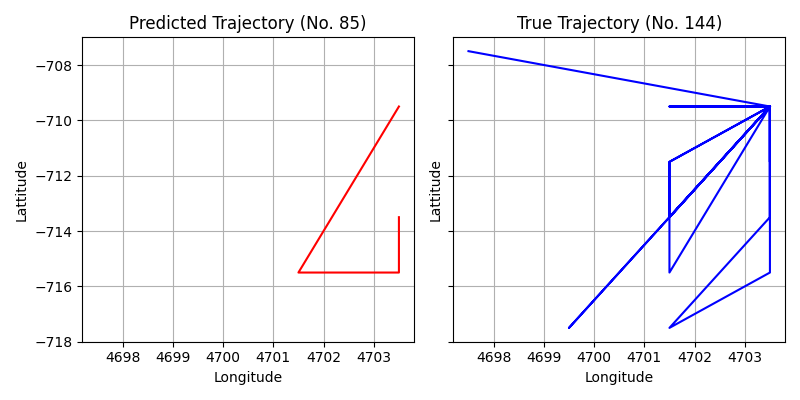 Predicted Trajectory (No. 85)
True Trajectory (No. 144)
Lattitude
−708
−710
−712
−714
−716
−718
4698 4699 4700 4701 4702 4703
Longitude
Lattitude
4698 4699 4700 4701 4702 4703
Longitude